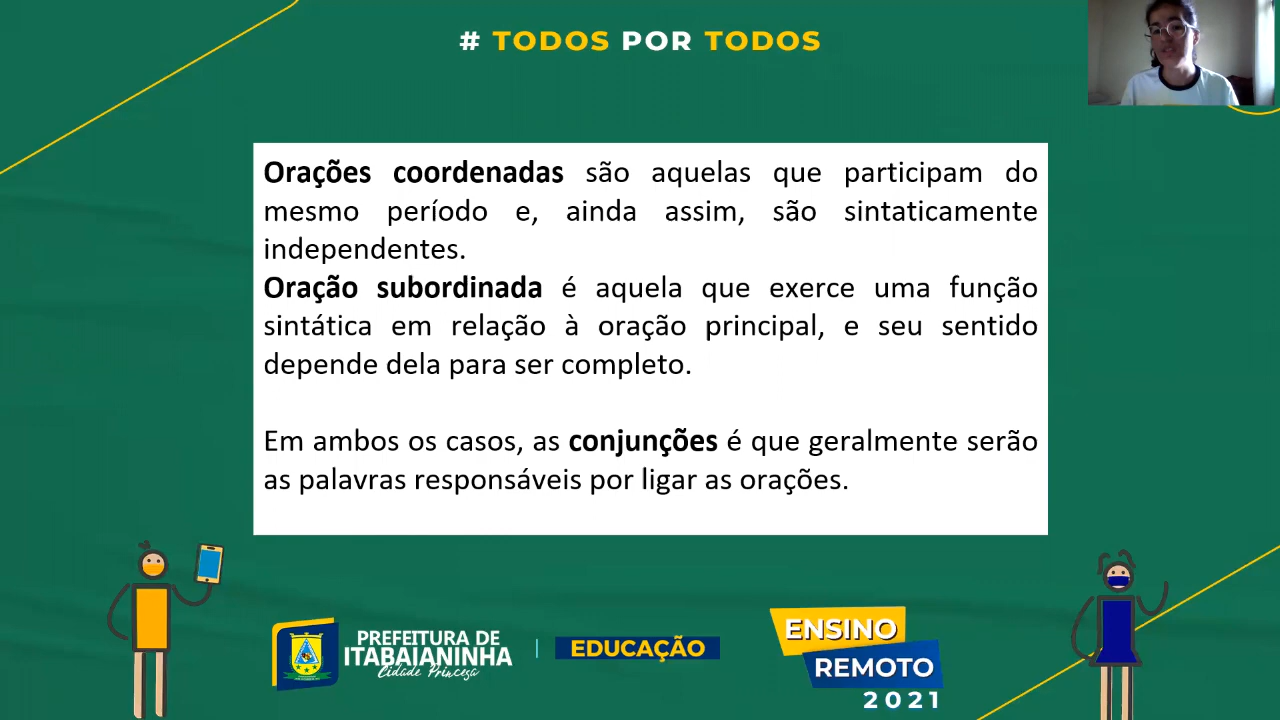 # TODOS POR TODOS
Orações coordenadas são aquelas que participam do
mesmo período e, ainda assim, são sintaticamente
independentes.
Oração subordinada é aquela que exerce uma função
sintática em relação à oração principal, e seu sentido
depende dela para ser completo.
Em ambos os casos, as conjunções é que geralmente serão
as palavras responsáveis por ligar as orações.
PREFEITURA DE
ITABAIANINHA
Cidade Princesa
EDUCAÇÃO
ENSINO
REMOTO
2021